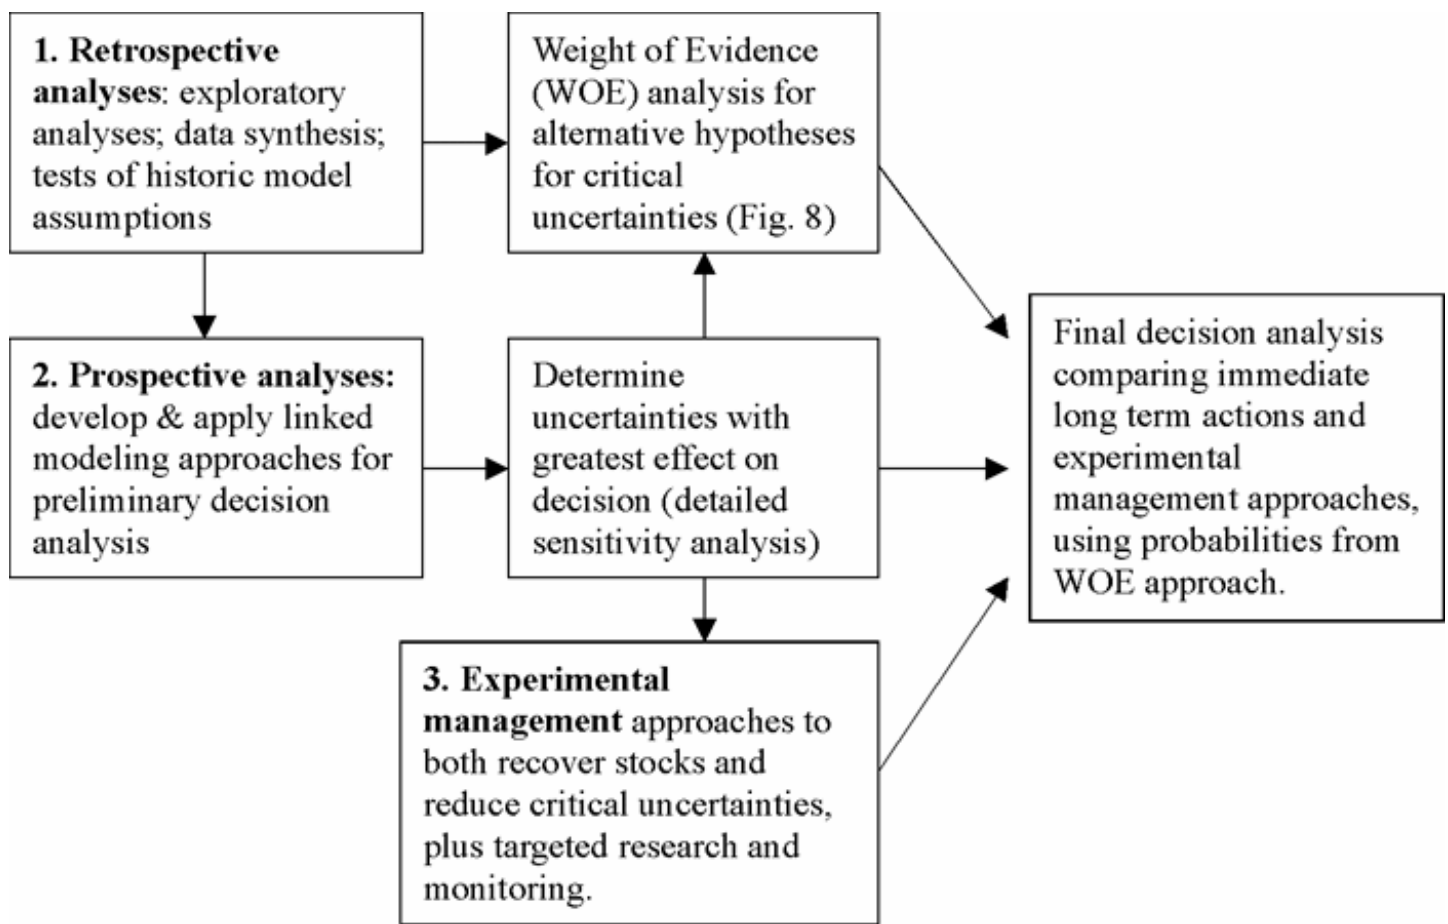 1. Retrospective
analyses: exploratory
analyses; data synthesis;
tests of historic model
assumptions
Weight of Evidence
(WOE) analysis for
alternative hypotheses
for critical
uncertainties (Fig. 8)
2. Prospective analyses:
develop & apply linked
modeling approaches for
preliminary decision
analysis
Determine
uncertainties with
greatest effect on
decision (detailed
sensitivity analysis)
Final decision analysis
comparing immediate
long term actions and
experimental
management approaches,
using probabilities from
WOE approach.
3. Experimental
management approaches to
both recover stocks and
reduce critical uncertainties,
plus targeted research and
monitoring.